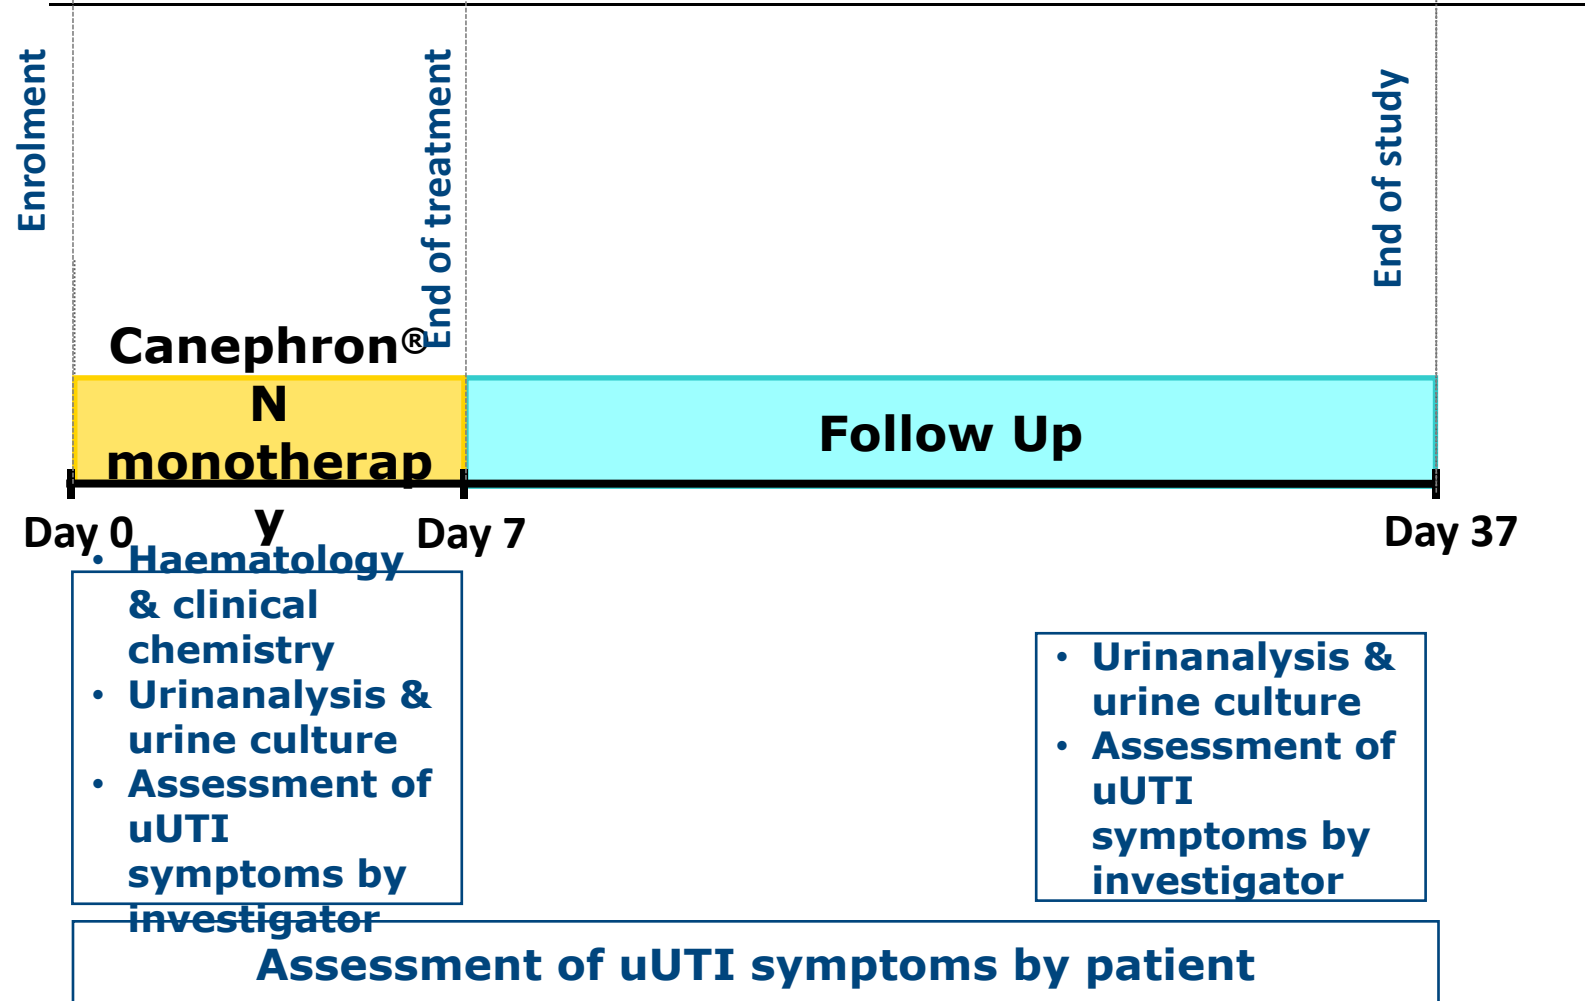 Enrolment
End of treatment
End of study
Canephron®
N
monotherap
y
Follow Up
Day 0
Day 7
Day 37
• Haematology
& clinical
chemistry
• Urinanalysis &
urine culture
• Assessment of
uUTI
symptoms by
investigator
• Urinanalysis &
urine culture
• Assessment of
uUTI
symptoms by
investigator
Assessment of uUTI symptoms by patient